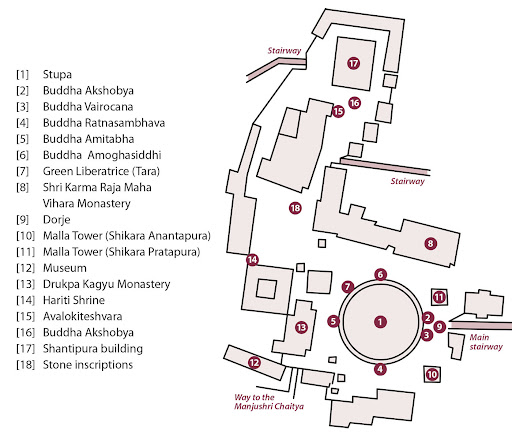 [1] Stupa
[2] Buddha Akshobya
[3] Buddha Vairocana
[4] Buddha Ratnasambhava
[5] Buddha Amitabha
[6] Buddha Amoghasiddhi
[7] Green Liberatrice (Tara)
[8] Shri Karma Raja Maha
Vihara Monastery
[9] Dorje
[10] Malla Tower (Shikara Anantapura)
[11] Malla Tower (Shikara Pratapura)
[12] Museum
[13] Drukpa Kagyu Monastery
[14] Hariti Shrine
[15] Avalokiteshvara
[16] Buddha Akshobya
[17] Shantipura building
[18] Stone inscriptions
Stairway
17
16
15
Stairway
18
8
14
6
7
11
2
5
1
9
13
3
Main
stairway
12
4
10
Way to the
Manjushri Chaitya